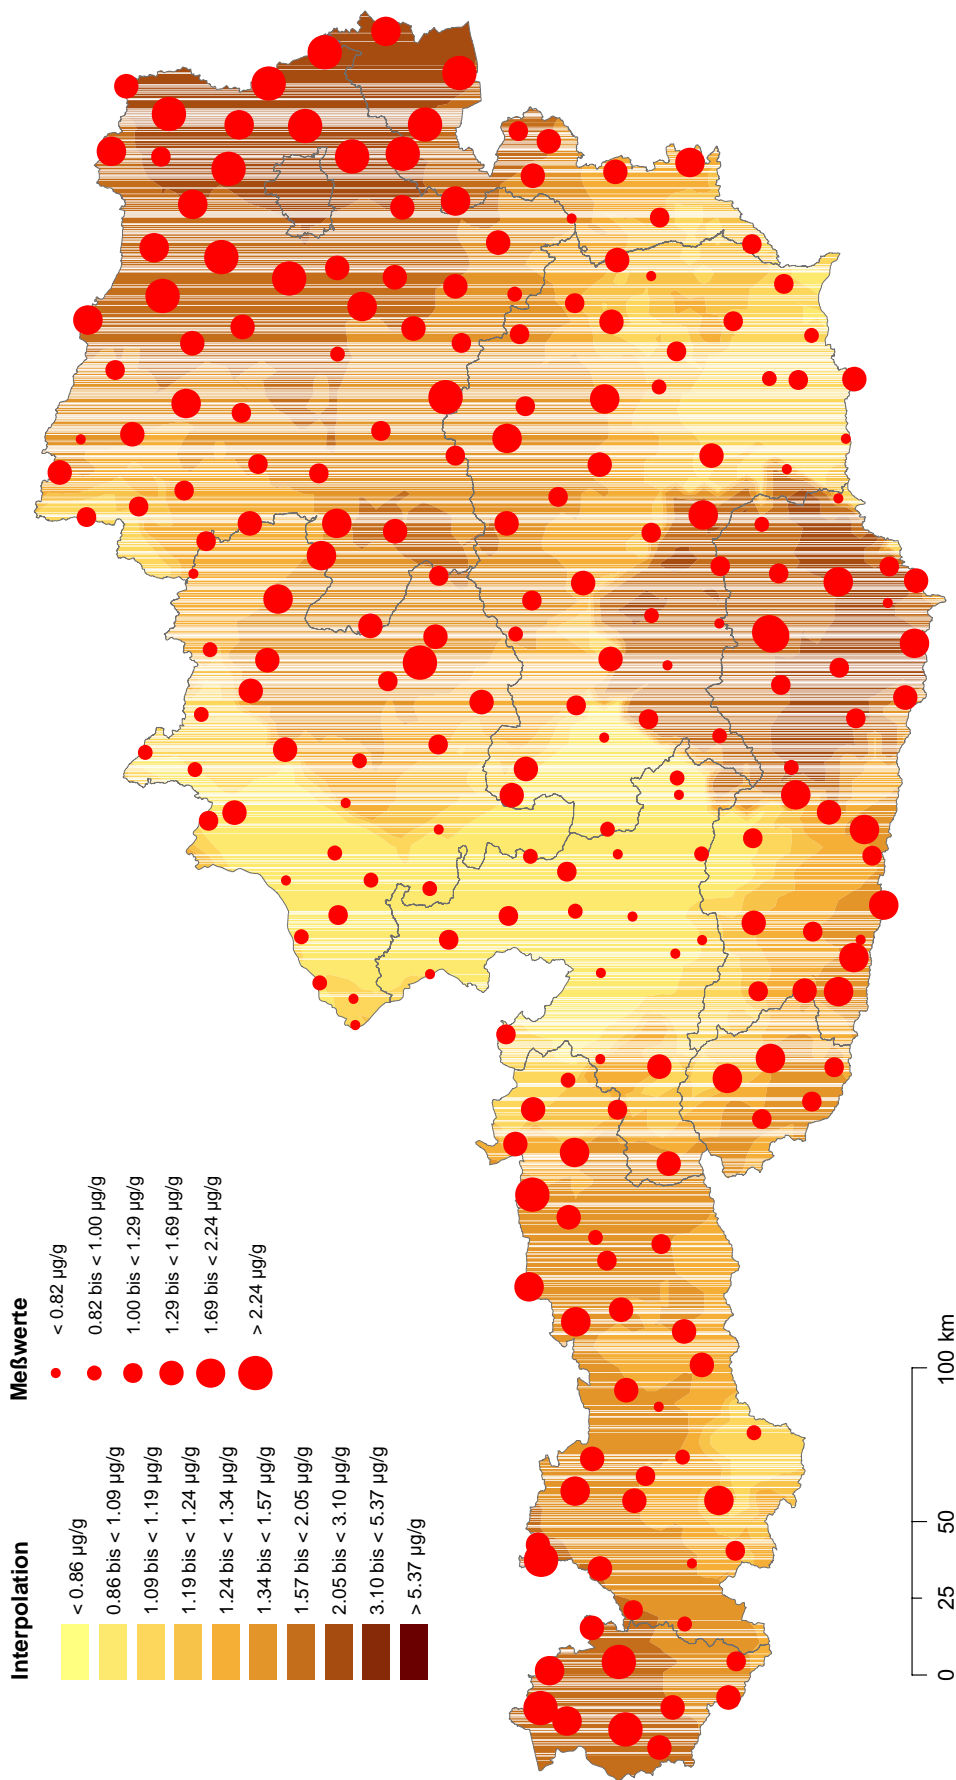 Interpolation
< 0.86 µg/g
0.86 bis < 1.09 µg/g
1.09 bis < 1.19 µg/g
1.19 bis < 1.24 µg/g
1.24 bis < 1.34 µg/g
1.34 bis < 1.57 µg/g
1.57 bis < 2.05 µg/g
2.05 bis < 3.10 µg/g
3.10 bis < 5.37 µg/g
> 5.37 µg/g
Meßwerte
< 0.82 µg/g
0.82 bis < 1.00 µg/g
1.00 bis < 1.29 µg/g
1.29 bis < 1.69 µg/g
1.69 bis < 2.24 µg/g
> 2.24 µg/g
0 25 50 100 km